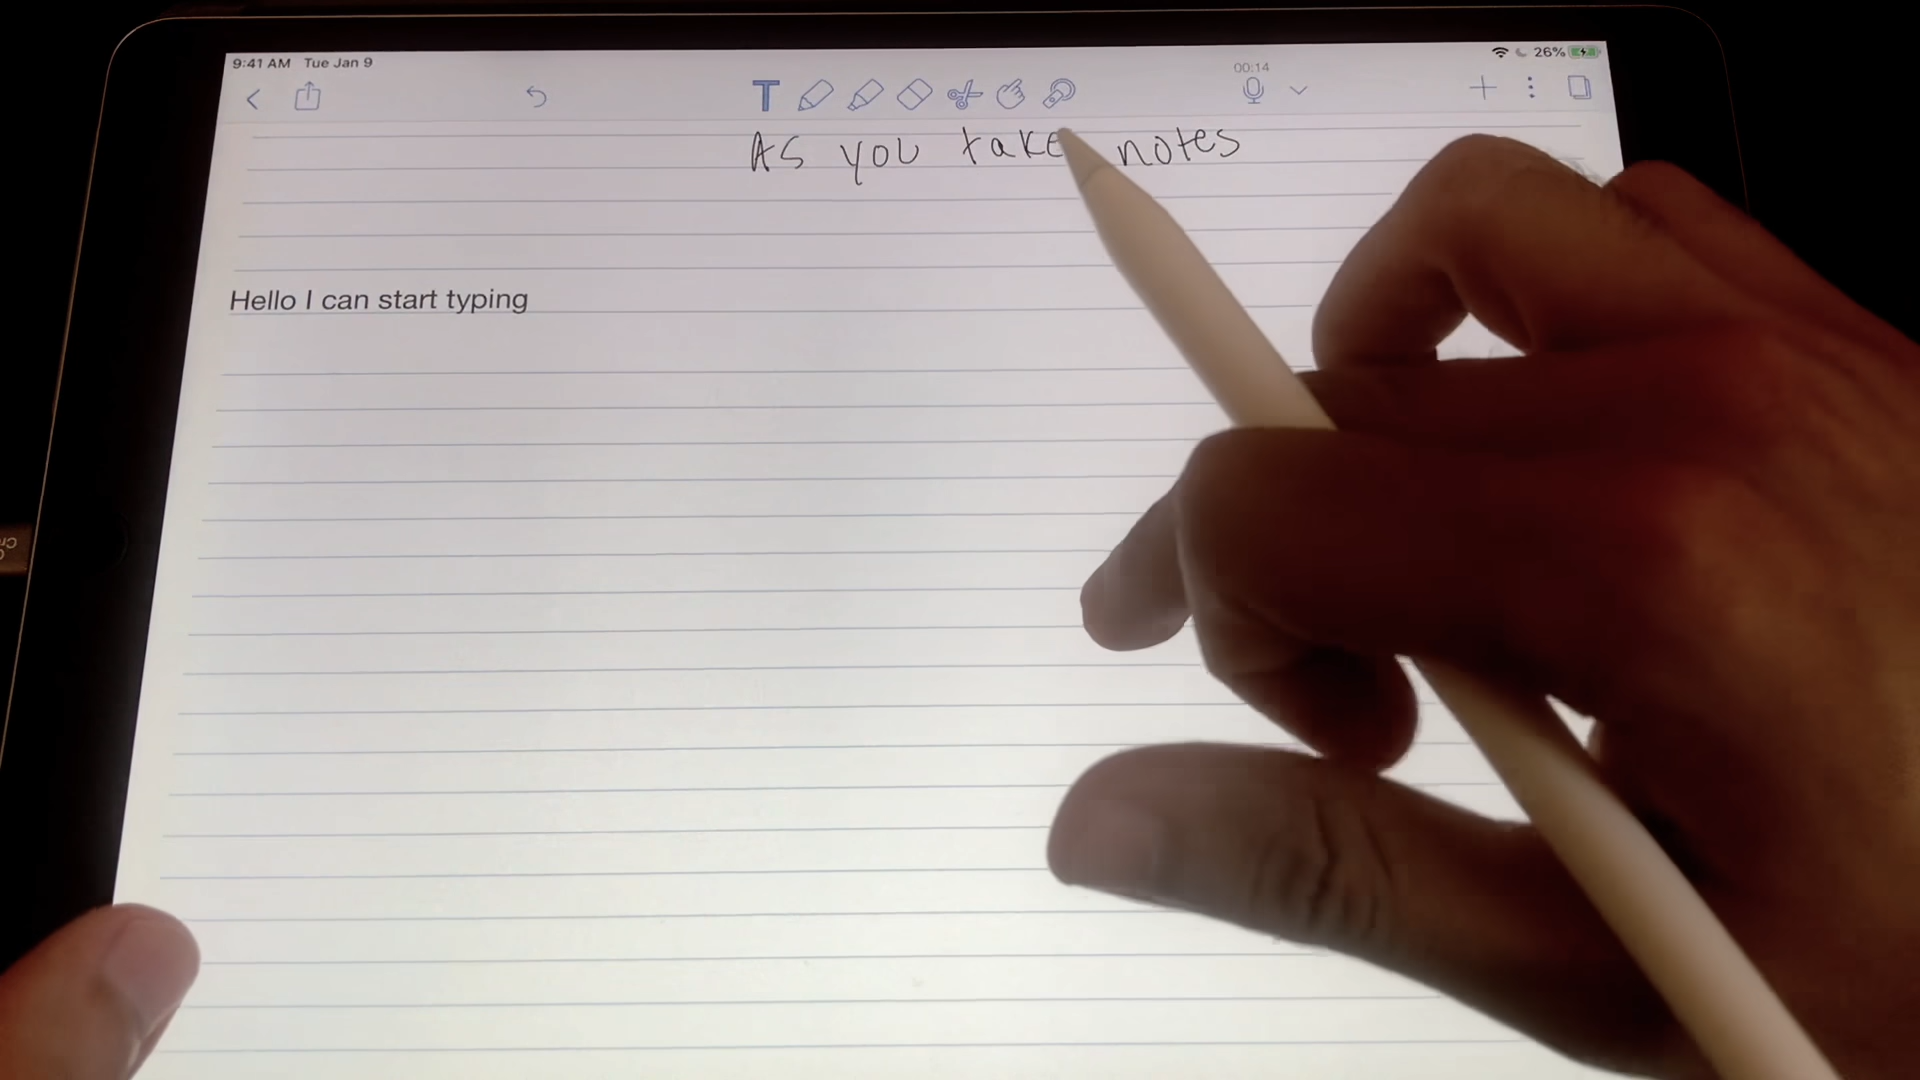 9:41 AM Tue Jan 9
26%
00:14
T
As you take notes
Hello I can start typing